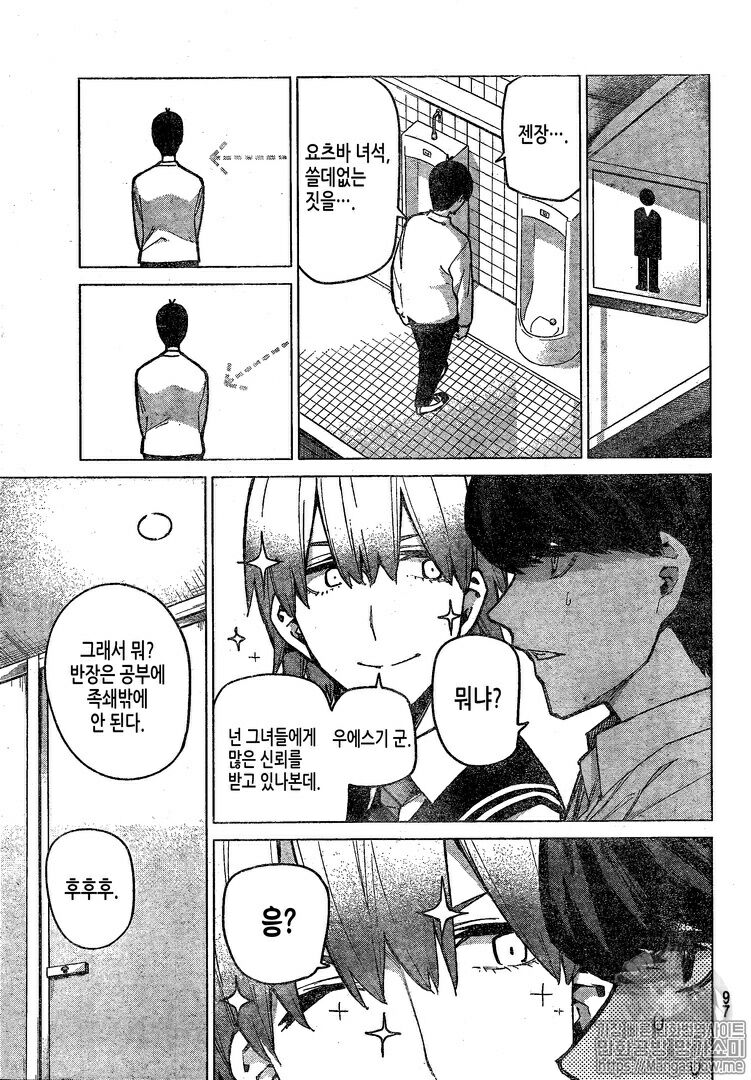 젠장….
요츠바 녀석,
쓸데없는
짓을….
뭐냐?
우에스기 군.
넌 그녀들에게
많은 신뢰를
받고 있나본데.
그래서 뭐?
반장은 공부에
족쇄밖에
안 된다.
후후후.
응?
97